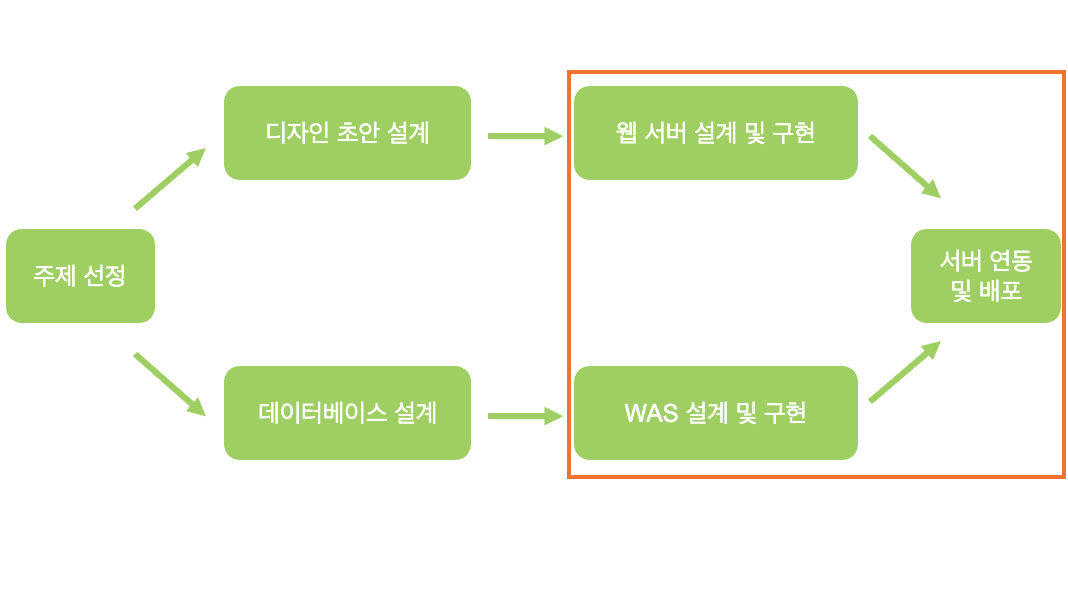 디자인 초안 설계
웹 서버 설계 및 구현
주제 선정
서버 연동
및 배포
데이터베이스 설계
WAS 설계 및 구현